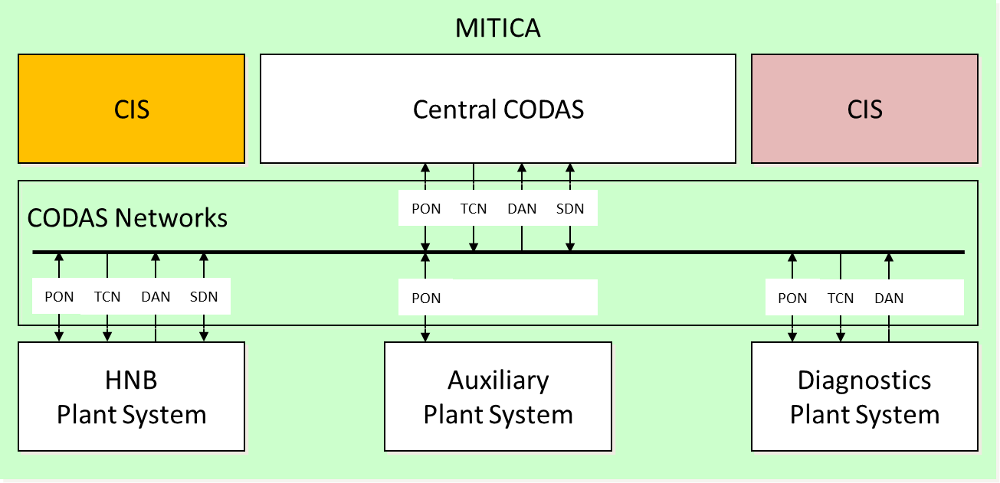 MITICA
CIS
Central CODAS
CIS
PON TCN DAN SDN
CODAS Networks
PON TCN DAN SDN
PON
PON TCN DAN
HNB
Plant System
Auxiliary
Plant System
Diagnostics
Plant System